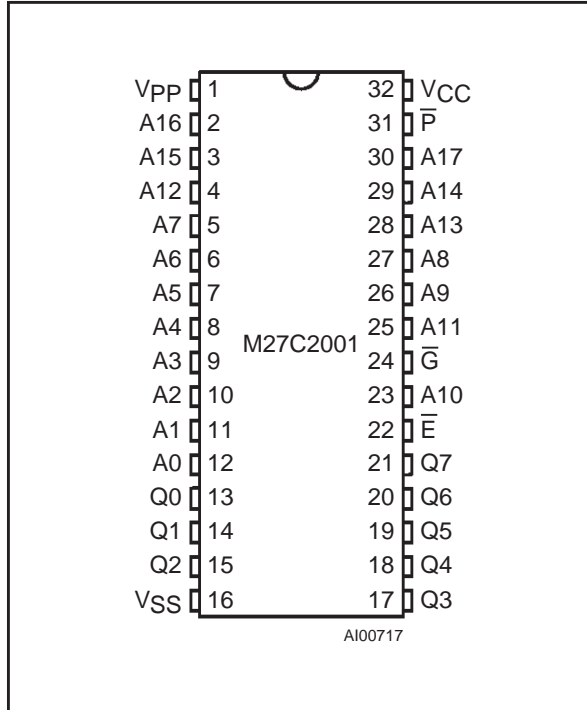 VPP 1 32 VCC
A16 2 31 P̅
A15 3 30 A17
A12 4 29 A14
A7 5 28 A13
A6 6 27 A8
A5 7 26 A9
A4 8 25 A11
M27C2001
A3 9 24 G̅
A2 10 23 A10
A1 11 22 E̅
A0 12 21 Q7
Q0 13 20 Q6
Q1 14 19 Q5
Q2 15 18 Q4
VSS 16 17 Q3
AI00717